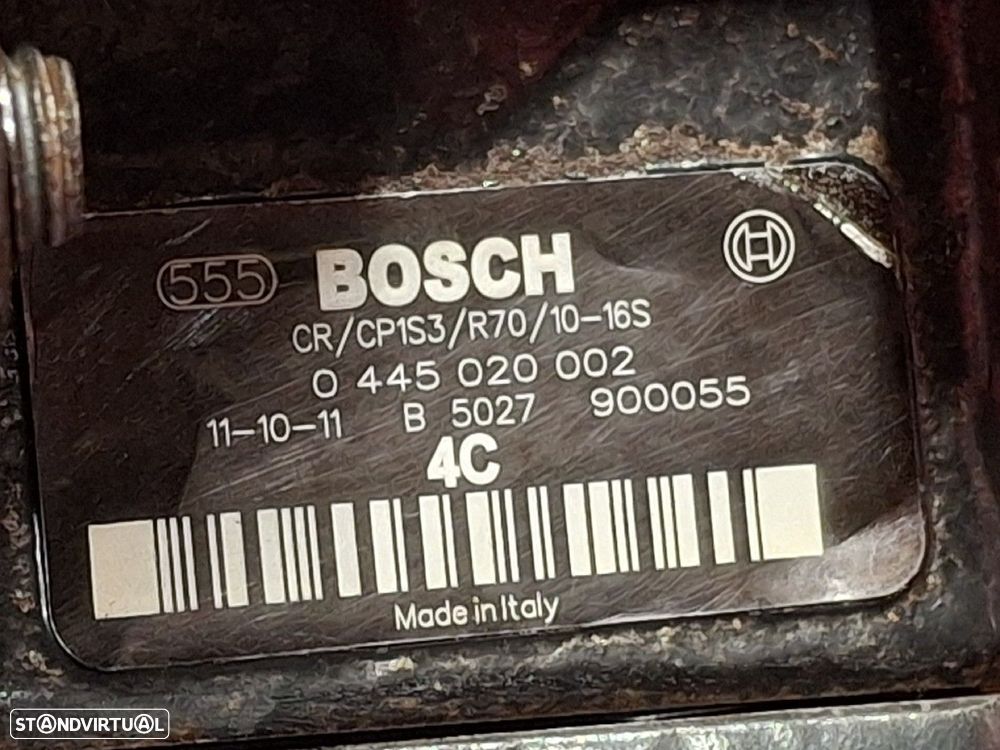 555 BOSCH H
CR/CP1S3/R70/10-16S
0 445 020 002
11-10-11 B 5027 900055
4C
Made in Italy
STANDVIRTUAL